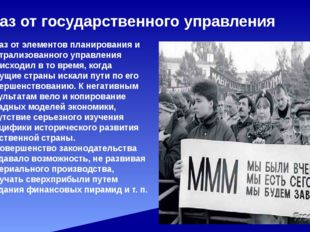 аз от государственного управления
аз от элементов планирования и
трализованного управления
исходил в то время, когда
ущие страны искали пути по его
ершенствованию. К негативным
ультатам вело и копирование
адных моделей экономики,
утствие серьезного изучения
цифики исторического развития
ственной страны.
овершенство законодательства
давало возможность, не развивая
ериального производства,
учать сверхприбыли путем
дания финансовых пирамид и т. п.
МММ
МЫ БЫЛИ ВЧЕ
МЫ ЕСТЬ СЕГО
МЫ БУДЕМ ЗАВ